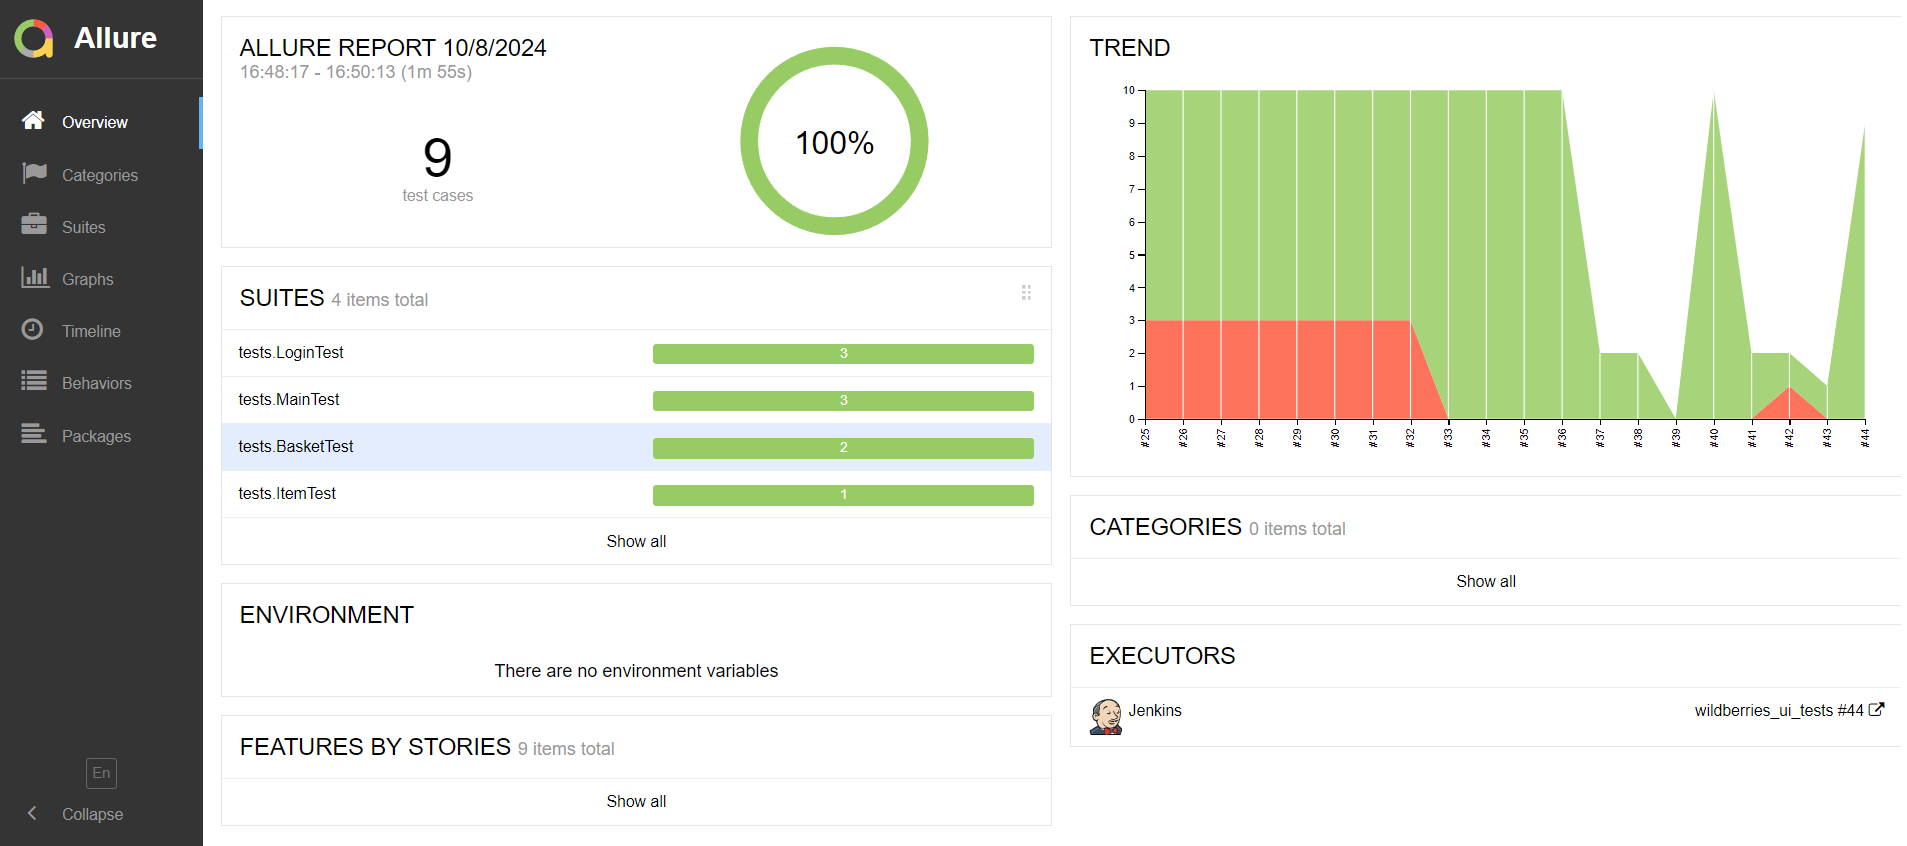 Allure
Overview
Categories
Suites
Graphs
Timeline
Behaviors
Packages
En
Collapse
ALLURE REPORT 10/8/2024
16:48:17 - 16:50:13 (1m 55s)
9
test cases
100%
SUITES 4 items total
tests.LoginTest 3
tests.MainTest 3
tests.BasketTest 2
tests.ItemTest 1
Show all
ENVIRONMENT
There are no environment variables
FEATURES BY STORIES 9 items total
Show all
TREND
10
9
8
7
6
5
4
3
2
1
0
#25 #26 #27 #28 #29 #30 #31 #32 #33 #34 #35 #36 #37 #38 #39 #40 #41 #42 #43 #44
CATEGORIES 0 items total
Show all
EXECUTORS
Jenkins wildberries_ui_tests #44